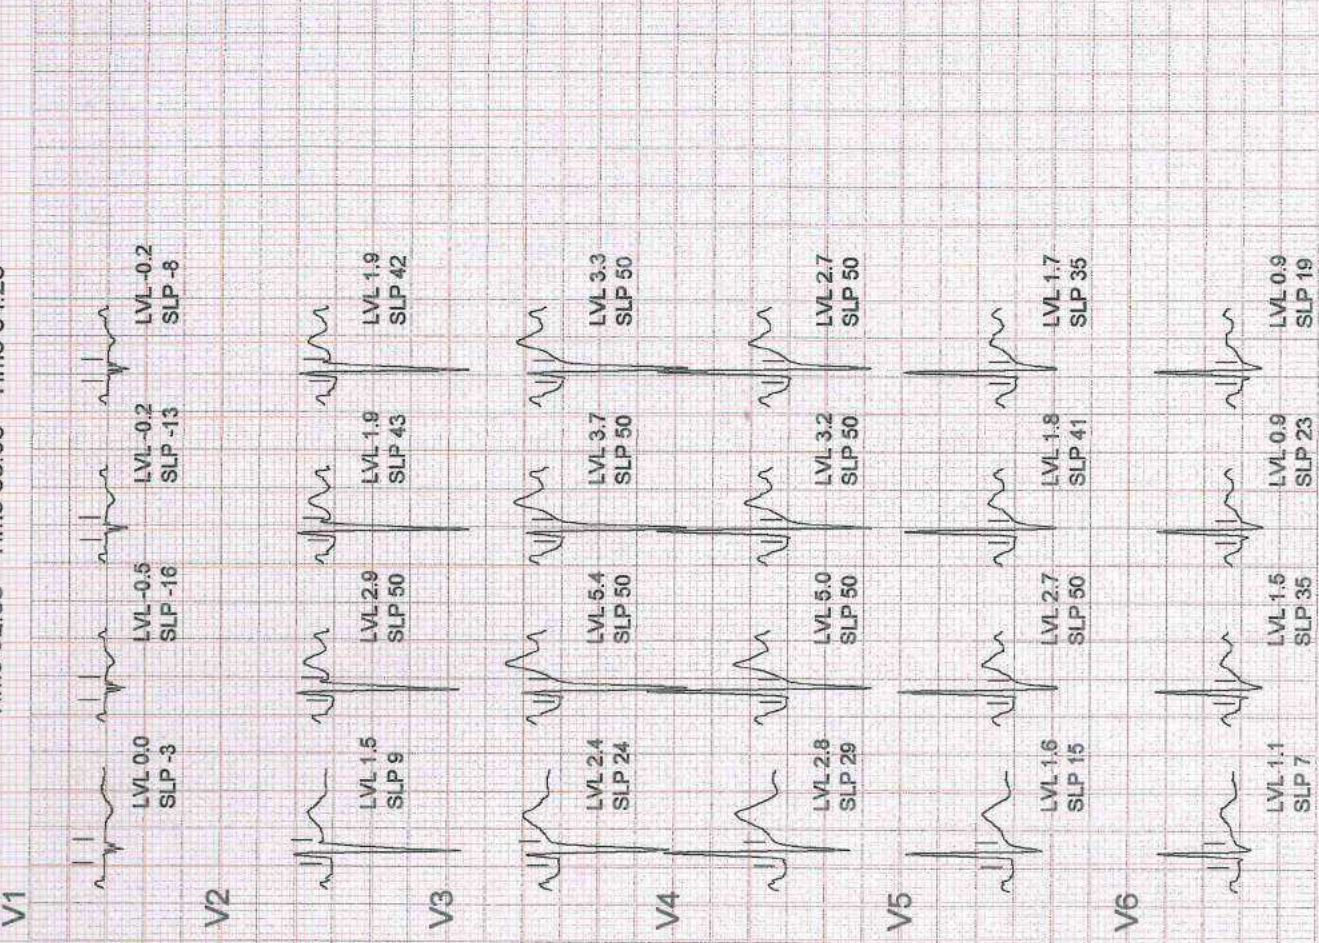 V1
LVL 0.0 LVL -0.5 LVL -0.2 LVL -0.2
SLP -3 SLP -16 SLP -13 SLP -8
V2
LVL 1.5 LVL 2.9 LVL 1.9 LVL 1.9
SLP 9 SLP 50 SLP 43 SLP 42
V3
LVL 2.4 LVL 5.4 LVL 3.7 LVL 3.3
SLP 24 SLP 50 SLP 50 SLP 50
V4
LVL 2.8 LVL 5.0 LVL 3.2 LVL 2.7
SLP 29 SLP 50 SLP 50 SLP 50
V5
LVL 1.6 LVL 2.7 LVL 1.8 LVL 1.7
SLP 15 SLP 50 SLP 41 SLP 35
V6
LVL 1.1 LVL 1.5 LVL 0.9 LVL 0.9
SLP 7 SLP 35 SLP 23 SLP 19